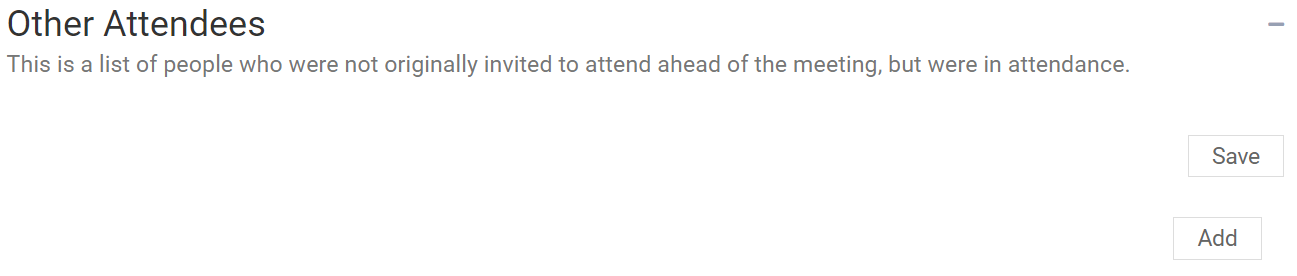 Other Attendees
This is a list of people who were not originally invited to attend ahead of the meeting, but were in attendance.
Save
Add